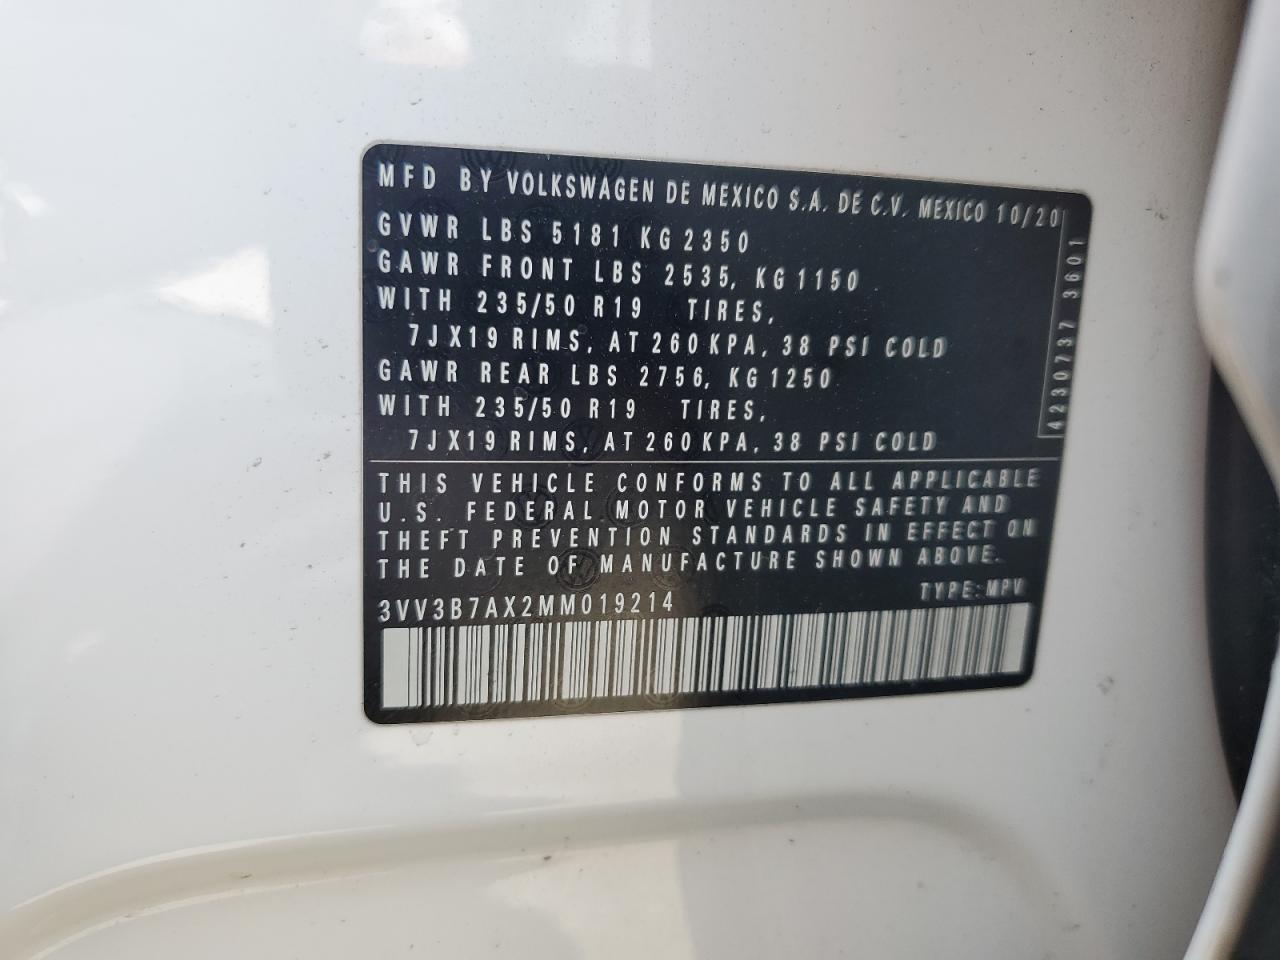 MFD BY VOLKSWAGEN DE MEXICO S.A. DE C.V. MEXICO 10/20
GVWR LBS 5181 KG 2350
GAWR FRONT LBS 2535, KG 1150
WITH 235/50 R19 TIRES,
7JX19 RIMS, AT 260 KPA, 38 PSI COLD
GAWR REAR LBS 2756, KG 1250
WITH 235/50 R19 TIRES,
7JX19 RIMS, AT 260 KPA, 38 PSI COLD
4230737 3601
THIS VEHICLE CONFORMS TO ALL APPLICABLE
U.S. FEDERAL MOTOR VEHICLE SAFETY AND
THEFT PREVENTION STANDARDS IN EFFECT ON
THE DATE OF MANUFACTURE SHOWN ABOVE.
TYPE: MPV
3VV3B7AX2MM019214